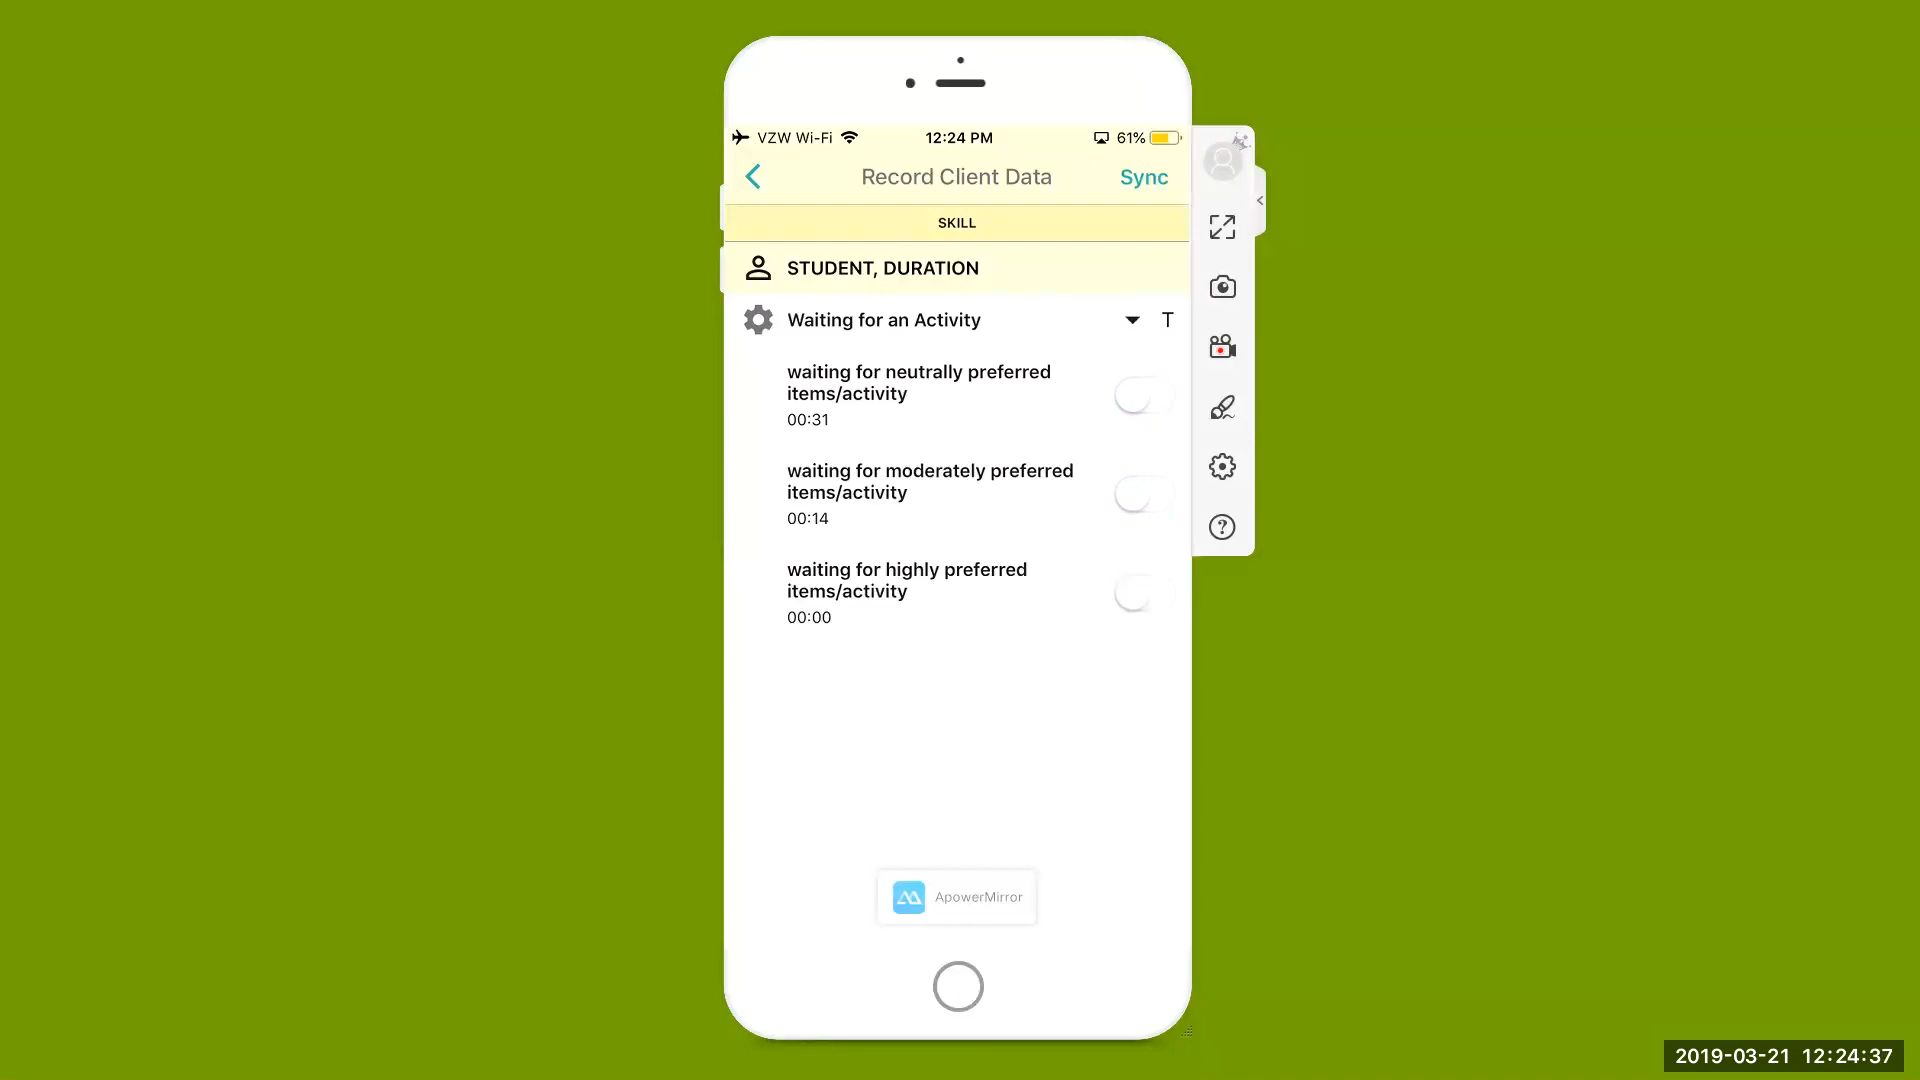 VZW Wi-Fi 12:24 PM 61%
Record Client Data Sync
SKILL
STUDENT, DURATION
Waiting for an Activity T
waiting for neutrally preferred
items/activity
00:31
waiting for moderately preferred
items/activity
00:14
waiting for highly preferred
items/activity
00:00
ApowerMirror
2019-03-21 12:24:37